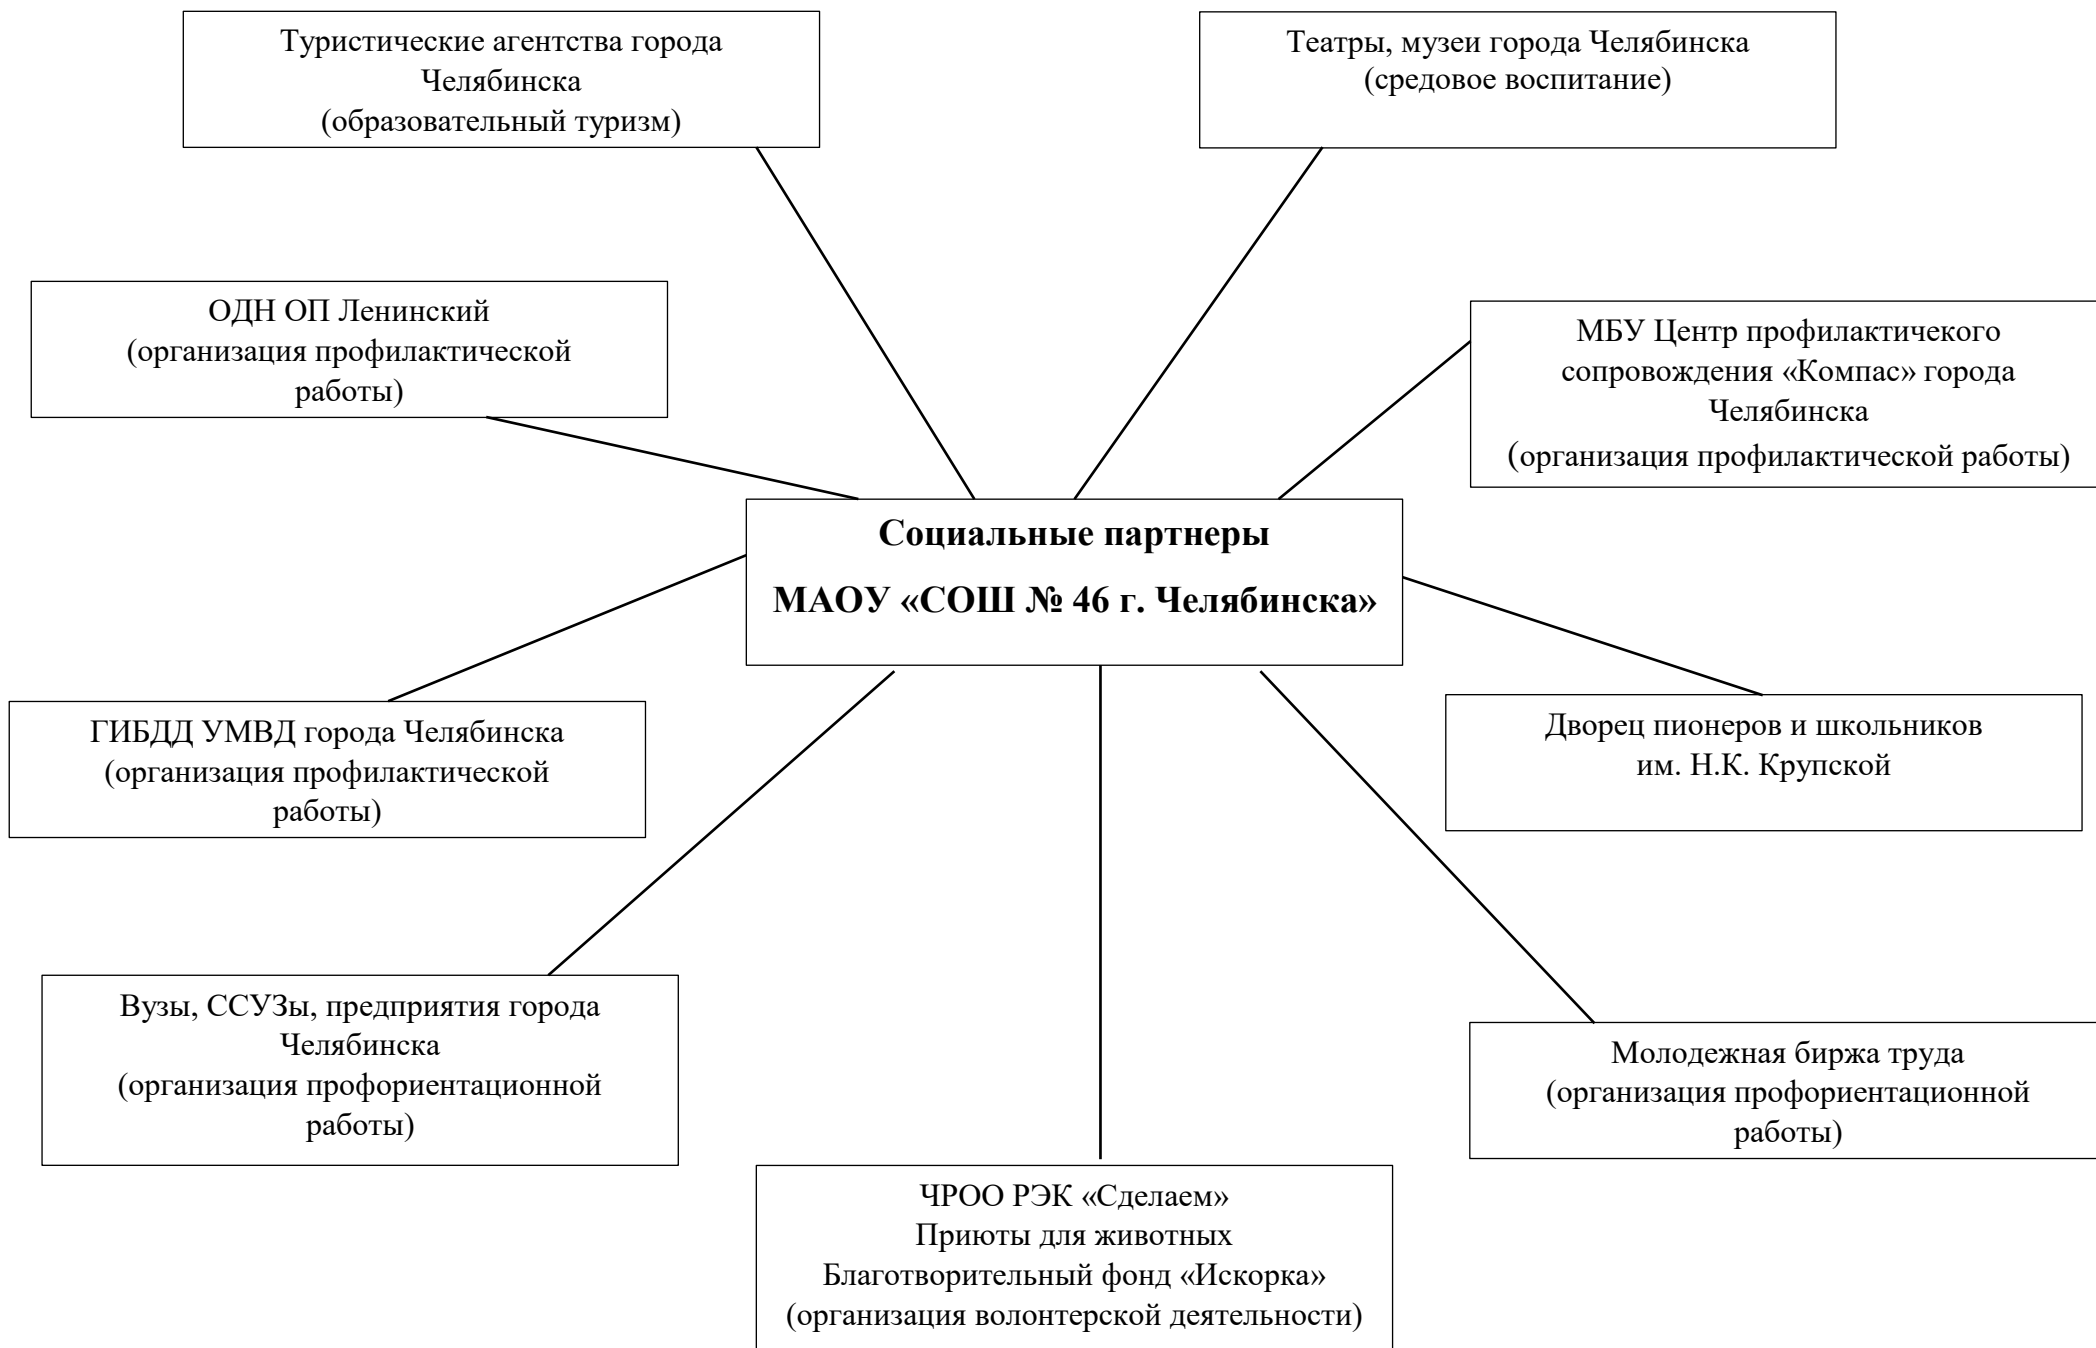 Туристические агентства города
Челябинска
(образовательный туризм)
Театры, музеи города Челябинска
(средовое воспитание)
ОДН ОП Ленинский
(организация профилактической
работы)
МБУ Центр профилактичекого
сопровождения «Компас» города
Челябинска
(организация профилактической работы)
Социальные партнеры
МАОУ «СОШ № 46 г. Челябинска»
ГИБДД УМВД города Челябинска
(организация профилактической
работы)
Дворец пионеров и школьников
им. Н.К. Крупской
Вузы, ССУЗы, предприятия города
Челябинска
(организация профориентационной
работы)
Молодежная биржа труда
(организация профориентационной
работы)
ЧРОО РЭК «Сделаем»
Приюты для животных
Благотворительный фонд «Искорка»
(организация волонтерской деятельности)